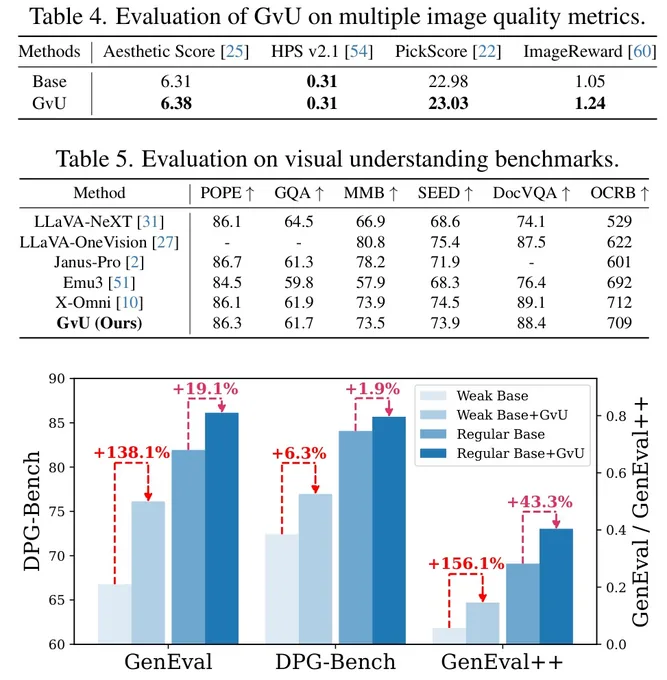 Table 4. Evaluation of GvU on multiple image quality metrics.
Methods Aesthetic Score [25] HPS v2.1 [54] PickScore [22] ImageReward [60]
Base 6.31 0.31 22.98 1.05
GvU 6.38 0.31 23.03 1.24
Table 5. Evaluation on visual understanding benchmarks.
Method POPE ↑ GQA ↑ MMB ↑ SEED ↑ DocVQA ↑ OCRB ↑
LLaVA-NeXT [31] 86.1 64.5 66.9 68.6 74.1 529
LLaVA-OneVision [27] - - 80.8 75.4 87.5 622
Janus-Pro [2] 86.7 61.3 78.2 71.9 - 601
Emu3 [51] 84.5 59.8 57.9 68.3 76.4 692
X-Omni [10] 86.1 61.9 73.9 74.5 89.1 712
GvU (Ours) 86.3 61.7 73.5 73.9 88.4 709
DPG-Bench
90
85
80
75
70
65
60
+138.1%
+19.1%
+6.3%
+1.9%
+156.1%
+43.3%
Weak Base
Weak Base+GvU
Regular Base
Regular Base+GvU
0.8
0.6
0.4
0.2
0.0
GenEval / GenEval++
GenEval DPG-Bench GenEval++